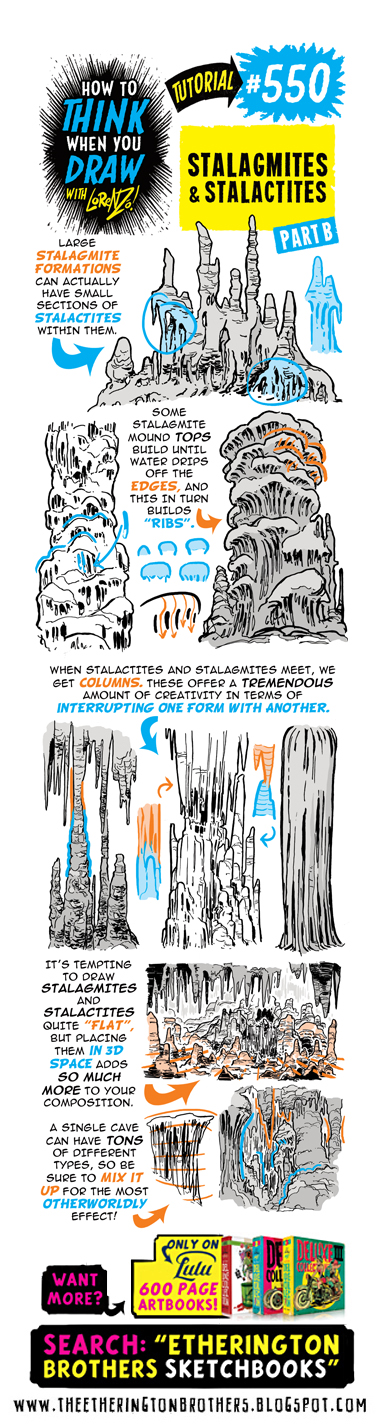 HOW TO
THINK
WHEN YOU
DRAW
WITH LORENZO!
TUTORIAL
#550
STALAGMITES
& STALACTITES
PART B
LARGE
STALAGMITE
FORMATIONS
CAN ACTUALLY
HAVE SMALL
SECTIONS OF
STALACTITES
WITHIN THEM.
SOME
STALAGMITE
MOUND TOPS
BUILD UNTIL
WATER DRIPS
OFF THE
EDGES, AND
THIS IN TURN
BUILDS
"RIBS".
WHEN STALACTITES AND STALAGMITES MEET, WE
GET COLUMNS. THESE OFFER A TREMENDOUS
AMOUNT OF CREATIVITY IN TERMS OF
INTERRUPTING ONE FORM WITH ANOTHER.
IT'S TEMPTING
TO DRAW
STALAGMITES
AND
STALACTITES
QUITE "FLAT",
BUT PLACING
THEM IN 3D
SPACE ADDS
SO MUCH
MORE TO YOUR
COMPOSITION.
A SINGLE CAVE
CAN HAVE TONS
OF DIFFERENT
TYPES, SO BE
SURE TO MIX IT
UP FOR THE MOST
OTHERWORLDLY
EFFECT!
WANT
MORE?
ONLY ON
Lulu
600 PAGE
ARTBOOKS!
SEARCH: "ETHERINGTON
BROTHERS SKETCHBOOKS"
WWW.THEETHERINGTONBROTHERS.BLOGSPOT.COM